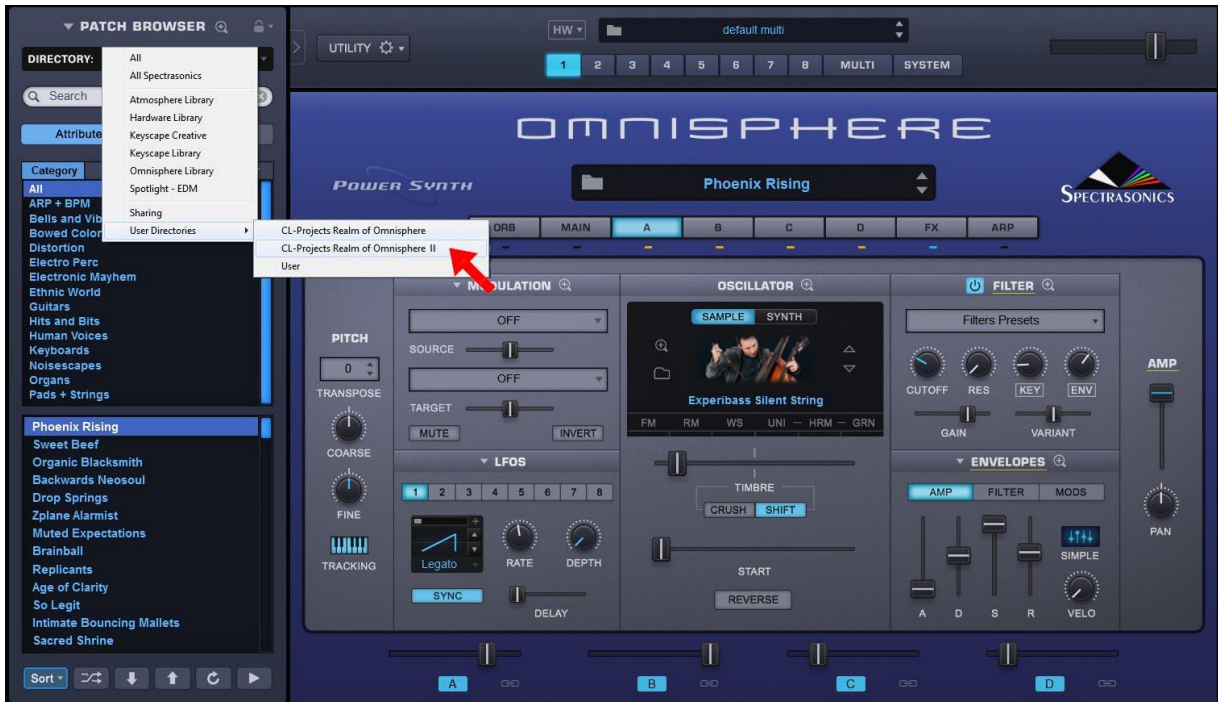 PATCH BROWSER
DIRECTORY:
Search
Attribute
Category
All
ARP + BPM
Bells and Vib
Bowed Color
Distortion
Electro Perc
Electronic Mayhem
Ethnic World
Guitars
Hits and Bits
Human Voices
Keyboards
Noisescapes
Organs
Pads + Strings
Phoenix Rising
Sweet Beef
Organic Blacksmith
Backwards Neosoul
Drop Springs
Zplane Alarmist
Muted Expectations
Brainball
Replicants
Age of Clarity
So Legit
Intimate Bouncing Mallets
Sacred Shrine
Sort
All
All Spectrasonics
Atmosphere Library
Hardware Library
Keyscape Creative
Keyscape Library
Omnisphere Library
Spotlight - EDM
Sharing
User Directories
CL-Projects Realm of Omnisphere
CL-Projects Realm of Omnisphere II
User
UTILITY
HW
default multi
1 2 3 4 5 6 7 8 MULTI SYSTEM
OMNISPHERE
POWER SYNTH
Phoenix Rising
SPECTRASONICS
ORB MAIN A B C D FX ARP
PITCH
0
TRANSPOSE
COARSE
FINE
TRACKING
MODULATION
OFF
SOURCE
OFF
TARGET
MUTE INVERT
LFOS
1 2 3 4 5 6 7 8
Legato
RATE DEPTH
SYNC
DELAY
OSCILLATOR
SAMPLE SYNTH
Experibass Silent String
FM RM WS UNI – HRM – GRN
TIMBRE
CRUSH SHIFT
START
REVERSE
FILTER
Filters Presets
CUTOFF RES KEY ENV
GAIN VARIANT
ENVELOPES
AMP FILTER MODS
SIMPLE
A D S R VELO
AMP
PAN
A B C D